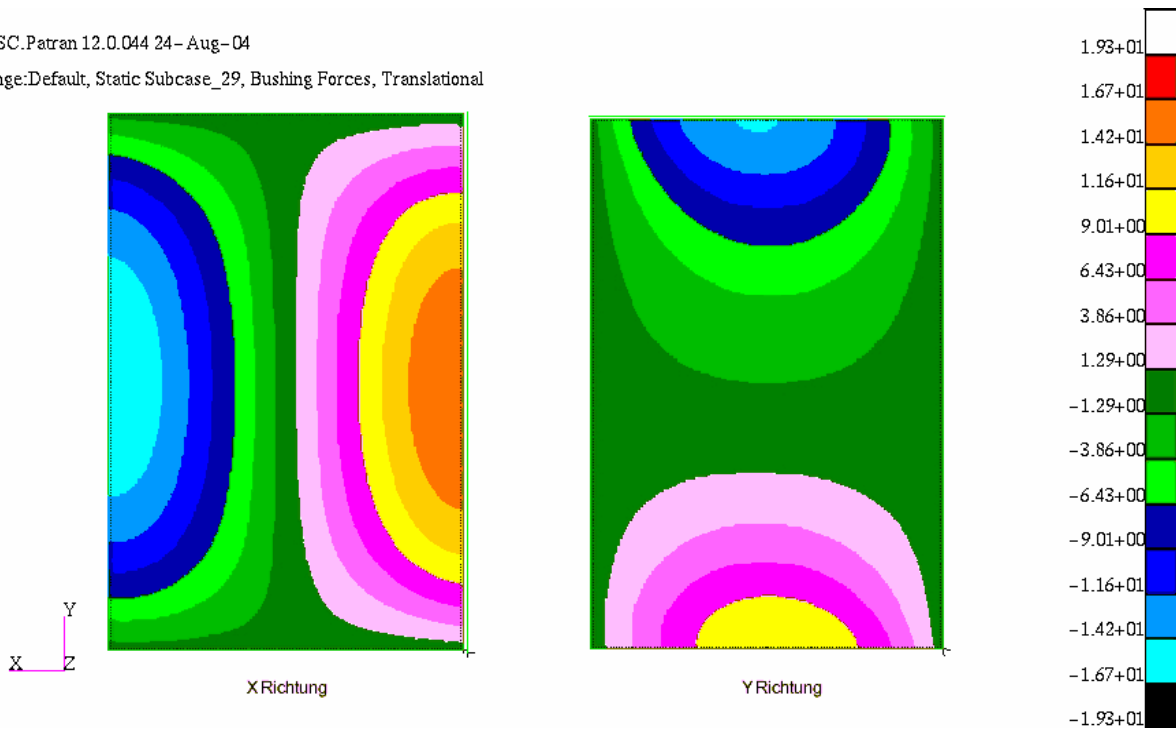 SC.Patran 12.0.044 24-Aug-04
nge:Default, Static Subcase_29, Bushing Forces, Translational
1.93+01
1.67+01
1.42+01
1.16+01
9.01+00
6.43+00
3.86+00
1.29+00
-1.29+00
-3.86+00
-6.43+00
-9.01+00
-1.16+01
-1.42+01
-1.67+01
-1.93+01
Y
X
Z
X Richtung
Y Richtung